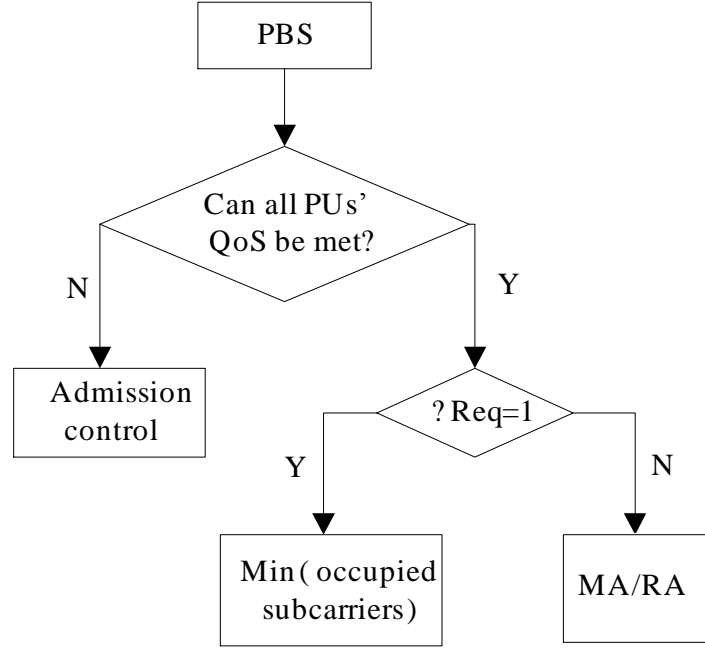 PBS
Can all PUs'
QoS be met?
N
Y
Admission
control
? Req=1
Y
N
Min( occupied
subcarriers)
MA/RA